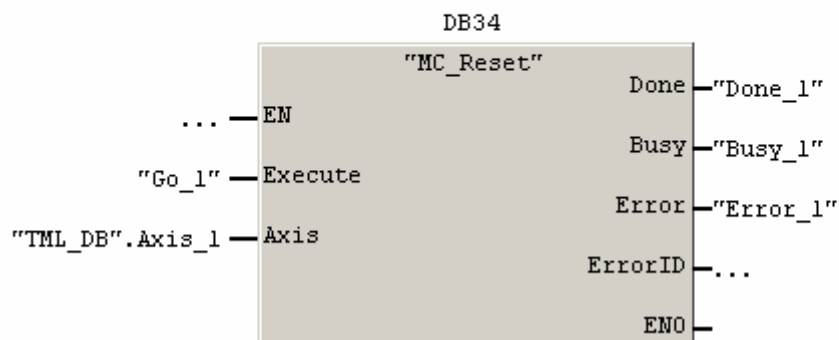 DB34
"MC_Reset"
Done "Done_1"
... EN
Busy "Busy_1"
"Go_1" Execute
Error "Error_1"
"TML_DB".Axis_1 Axis
ErrorID ...
ENO